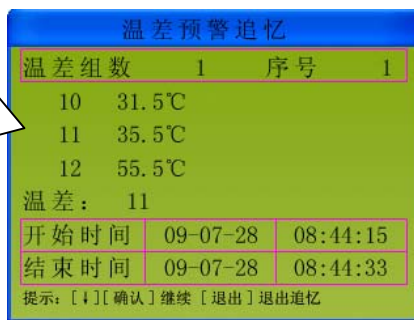 温差预警追忆
温差组数 1 序号 1
10 31.5℃
11 35.5℃
12 55.5℃
温差: 11
开始时间 09-07-28 08:44:15
结束时间 09-07-28 08:44:33
提示:[↓][确认]继续 [退出]退出追忆